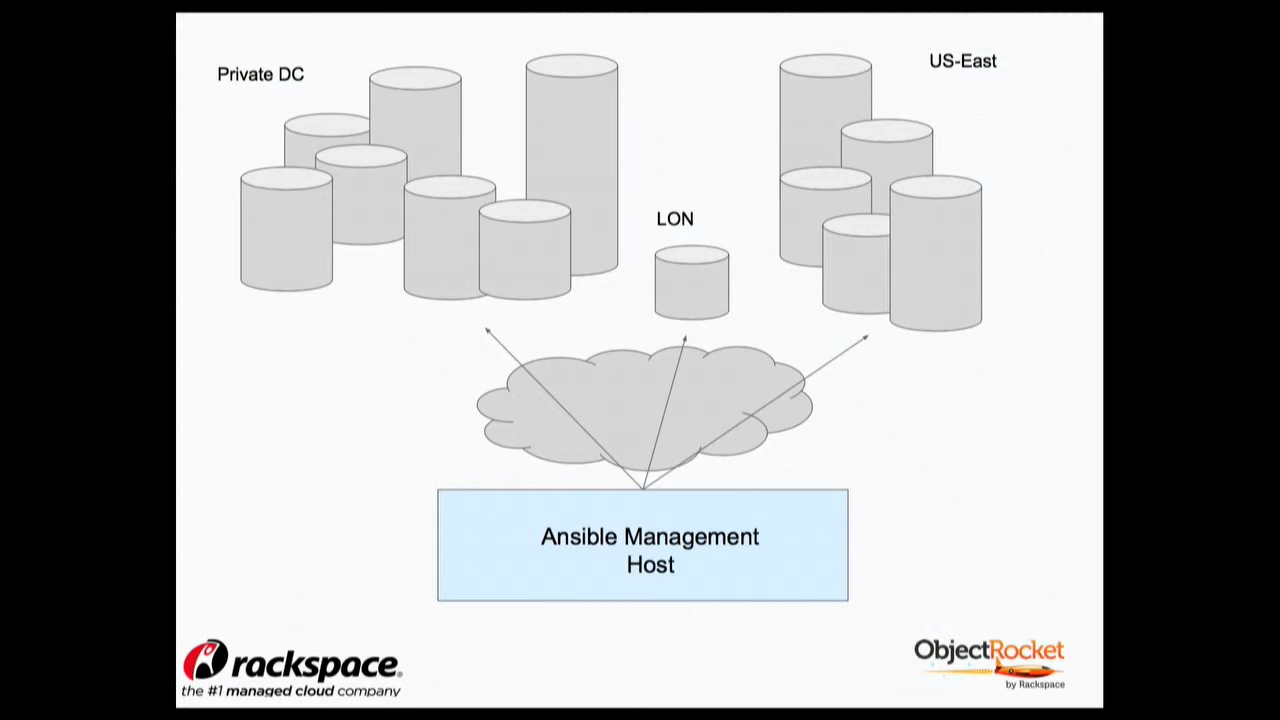 Private DC
US-East
LON
Ansible Management
Host
rackspace®
the #1 managed cloud company
ObjectRocket
by Rackspace